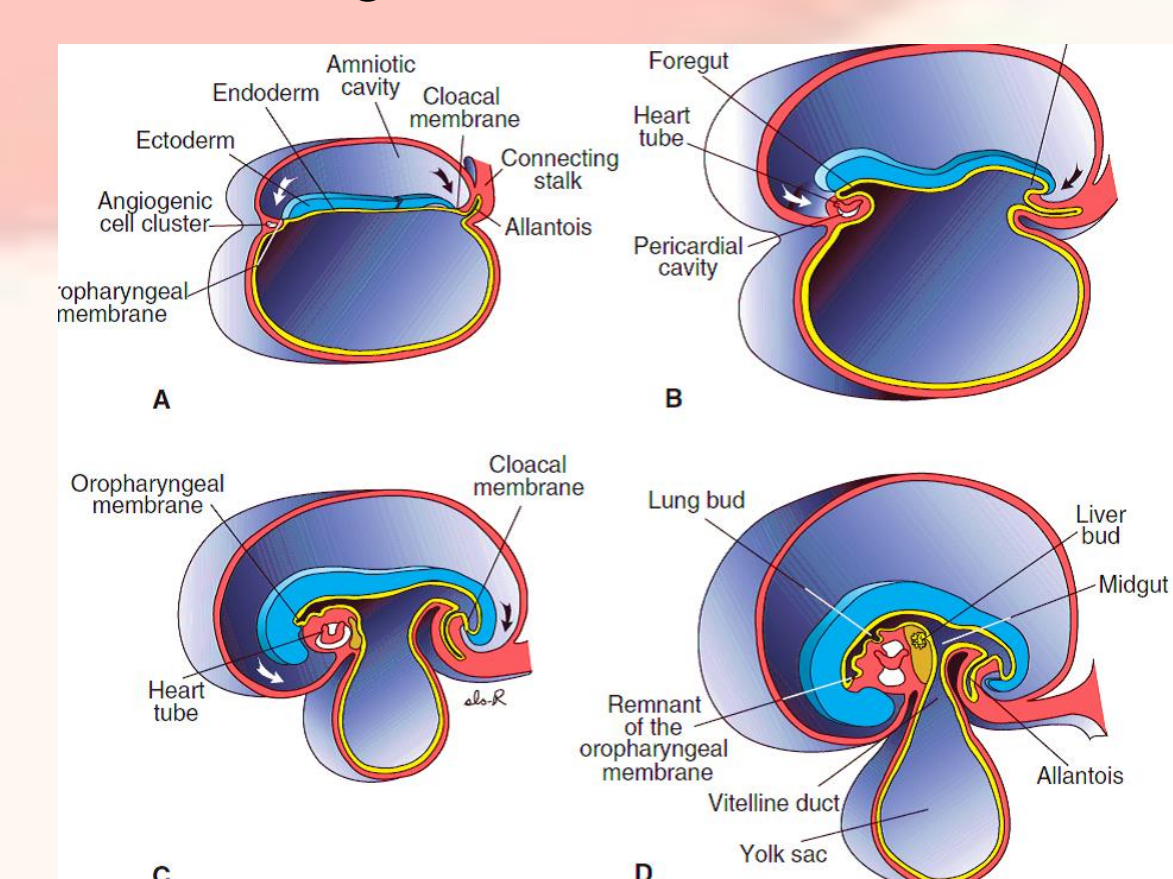 Amniotic
cavity
Endoderm
Cloacal
membrane
Ectoderm
Connecting
stalk
Angiogenic
cell cluster
Allantois
ropharyngeal
membrane
A
Foregut
Heart
tube
Pericardial
cavity
B
Oropharyngeal
membrane
Cloacal
membrane
Heart
tube
slo-R
C
Lung bud
Liver
bud
Midgut
Remnant
of the
oropharyngeal
membrane
Allantois
Vitelline duct
Yolk sac
D